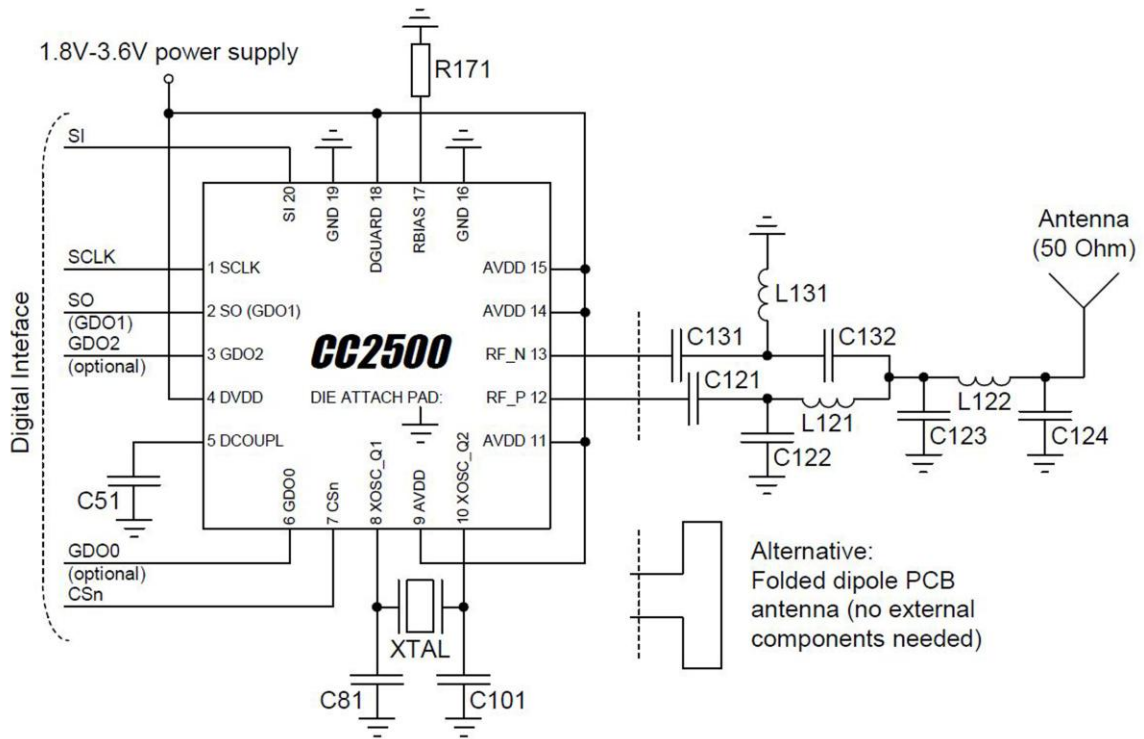 1.8V-3.6V power supply
R171
SI
SI 20
GND 19
DGUARD 18
RBIAS 17
GND 16
Antenna
(50 Ohm)
Digital Inteface
SCLK
1 SCLK
AVDD 15
L131
SO
(GDO1)
2 SO (GDO1)
AVDD 14
C131
C132
GDO2
(optional)
3 GDO2
CC2500
RF_N 13
C121
4 DVDD
DIE ATTACH PAD:
RF_P 12
L121
L122
C123
C124
5 DCOUPL
AVDD 11
C122
C51
6 GDO0
7 CSn
8 XOSC_Q1
9 AVDD
10 XOSC_Q2
GDO0
(optional)
CSn
XTAL
C81
C101
Alternative:
Folded dipole PCB
antenna (no external
components needed)